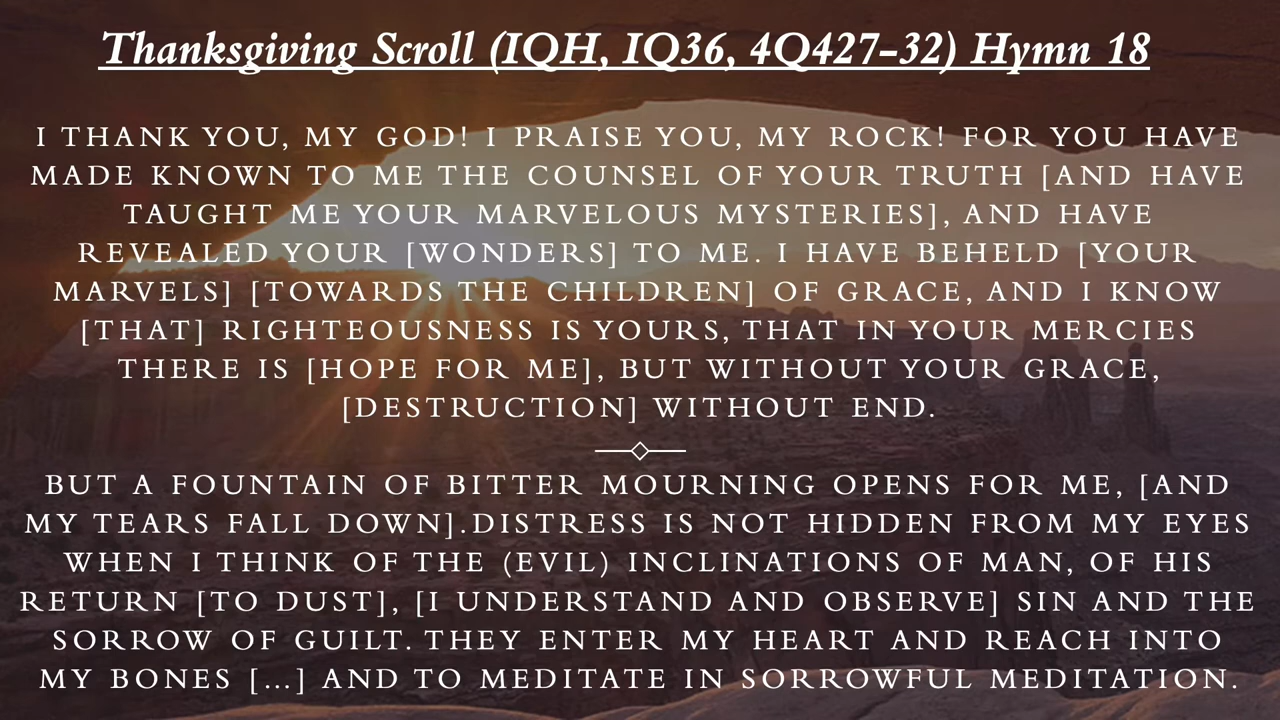 Thanksgiving Scroll (IQH, IQ36, 4Q427-32) Hymn 18
I THANK YOU, MY GOD! I PRAISE YOU, MY ROCK! FOR YOU HAVE
MADE KNOWN TO ME THE COUNSEL OF YOUR TRUTH [AND HAVE
TAUGHT ME YOUR MARVELOUS MYSTERIES], AND HAVE
REVEALED YOUR [WONDERS] TO ME. I HAVE BEHELD [YOUR
MARVELS] [TOWARDS THE CHILDREN] OF GRACE, AND I KNOW
[THAT] RIGHTEOUSNESS IS YOURS, THAT IN YOUR MERCIES
THERE IS [HOPE FOR ME], BUT WITHOUT YOUR GRACE,
[DESTRUCTION] WITHOUT END.
BUT A FOUNTAIN OF BITTER MOURNING OPENS FOR ME, [AND
MY TEARS FALL DOWN].DISTRESS IS NOT HIDDEN FROM MY EYES
WHEN I THINK OF THE (EVIL) INCLINATIONS OF MAN, OF HIS
RETURN [TO DUST], [I UNDERSTAND AND OBSERVE] SIN AND THE
SORROW OF GUILT. THEY ENTER MY HEART AND REACH INTO
MY BONES [...] AND TO MEDITATE IN SORROWFUL MEDITATION.